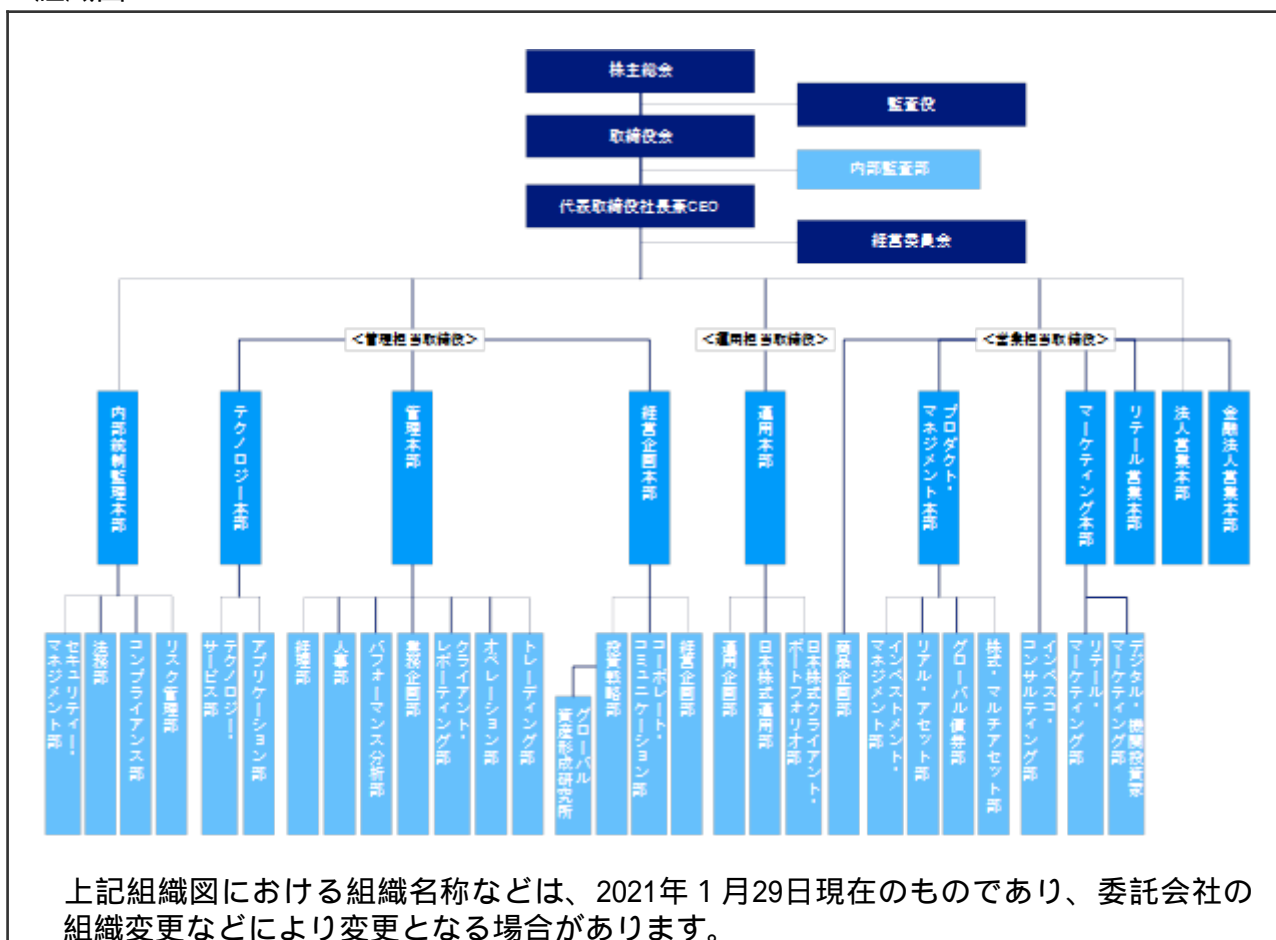 株主総会
監査役
取締役会
内部監査部
代表取締役社長兼CEO
経営委員会
＜管理担当取締役＞
＜運用担当取締役＞
＜営業担当取締役＞
内部統制監理本部
テクノロジー本部
管理本部
経営企画本部
運用本部
プロダクト・
マネジメント本部
マーケティング本部
リテール営業本部
法人営業本部
金融法人営業本部
セキュリティー・
マネジメント部
法務部
コンプライアンス部
リスク管理部
テクノロジー・
サービス部
アプリケーション部
経理部
人事部
パフォーマンス分析部
業務企画部
クライアント・
レポーティング部
オペレーション部
トレーディング部
グローバル
資産形成研究所
投資戦略部
コーポレート・
コミュニケーション部
経営企画部
運用企画部
日本株式運用部
日本株式クライアント・
ポートフォリオ部
商品企画部
インベストメント・
マネジメント部
リアル・アセット部
グローバル債券部
株式・マルチアセット部
インベスコ・
コンサルティング部
リテール・
マーケティング部
デジタル・機関投資家
マーケティング部
上記組織図における組織名称などは、2021年１月29日現在のものであり、委託会社の
組織変更などにより変更となる場合があります。